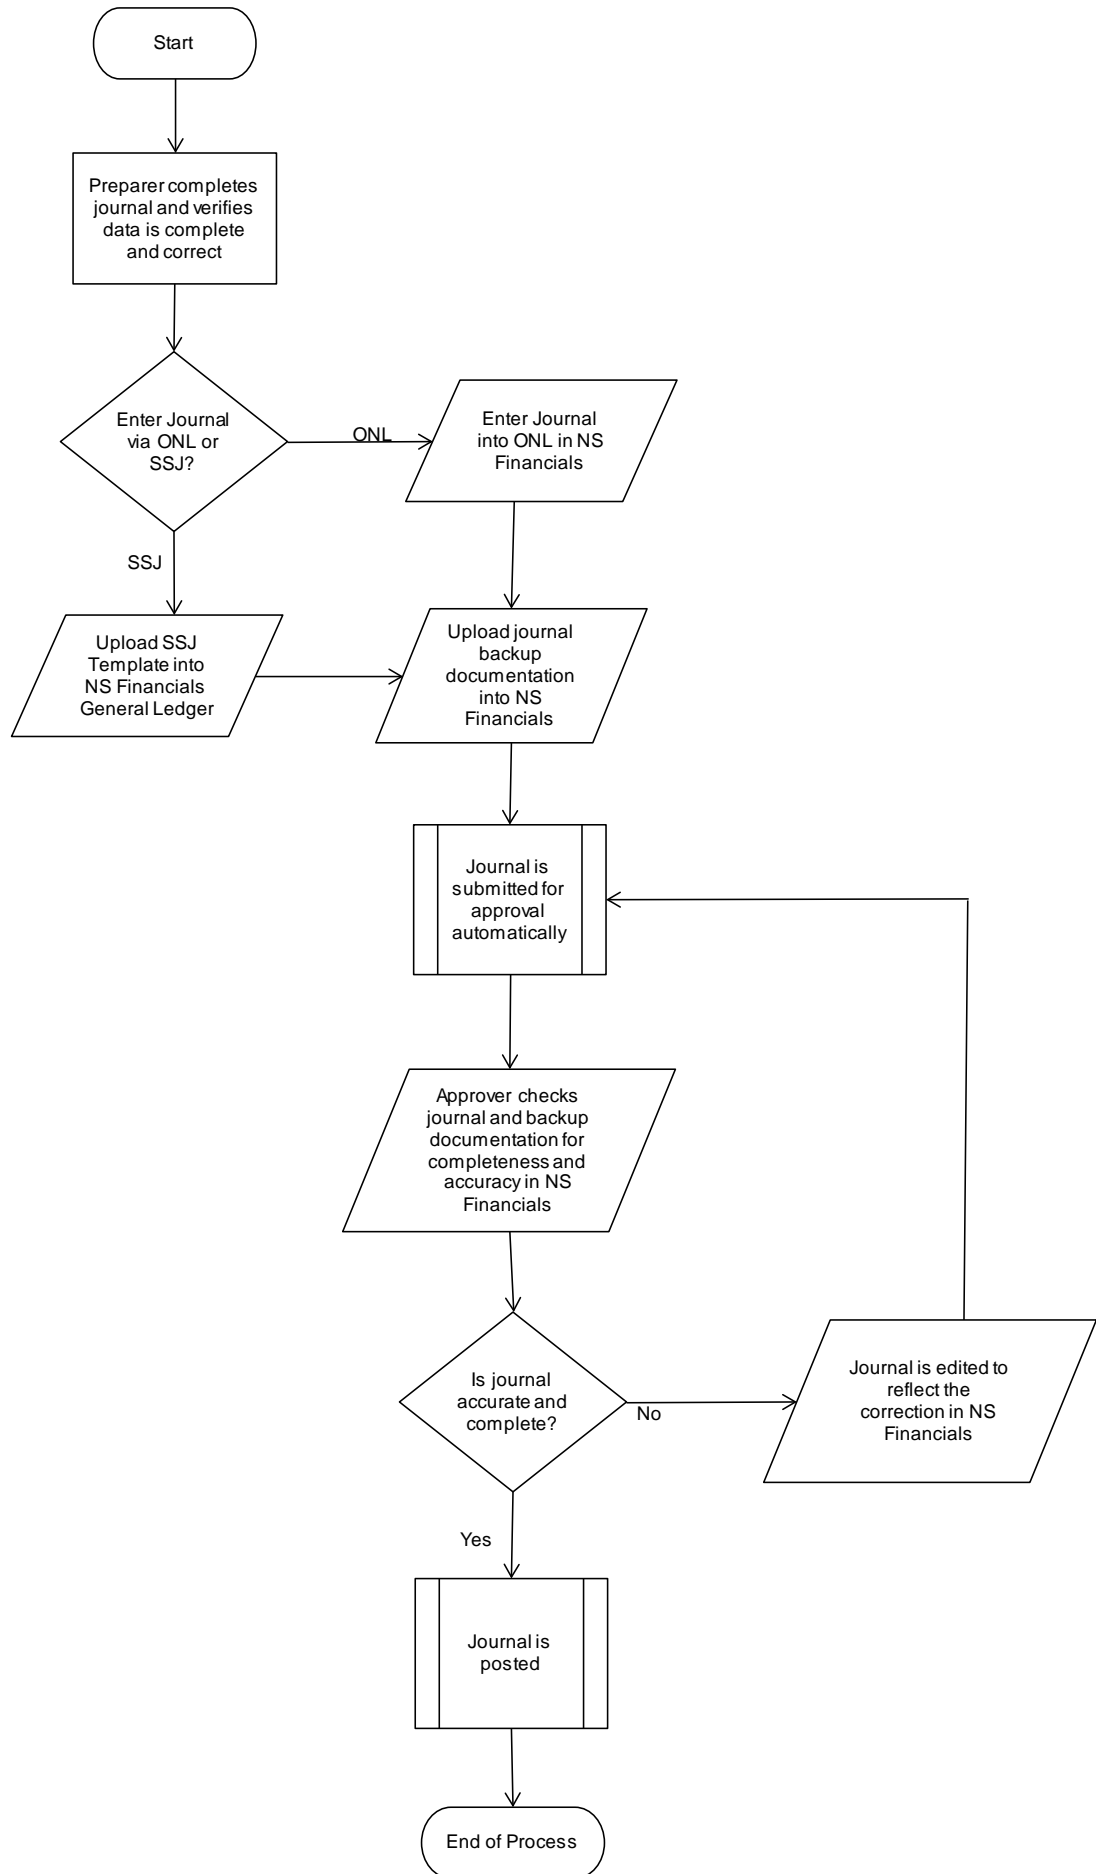 Start
Preparer completes
journal and verifies
data is complete
and correct
Enter Journal
via ONL or
SSJ?
ONL
Enter Journal
into ONL in NS
Financials
SSJ
Upload SSJ
Template into
NS Financials
General Ledger
Upload journal
backup
documentation
into NS
Financials
Journal is
submitted for
approval
automatically
Approver checks
journal and backup
documentation for
completeness and
accuracy in NS
Financials
Is journal
accurate and
complete?
No
Journal is edited to
reflect the
correction in NS
Financials
Yes
Journal is
posted
End of Process